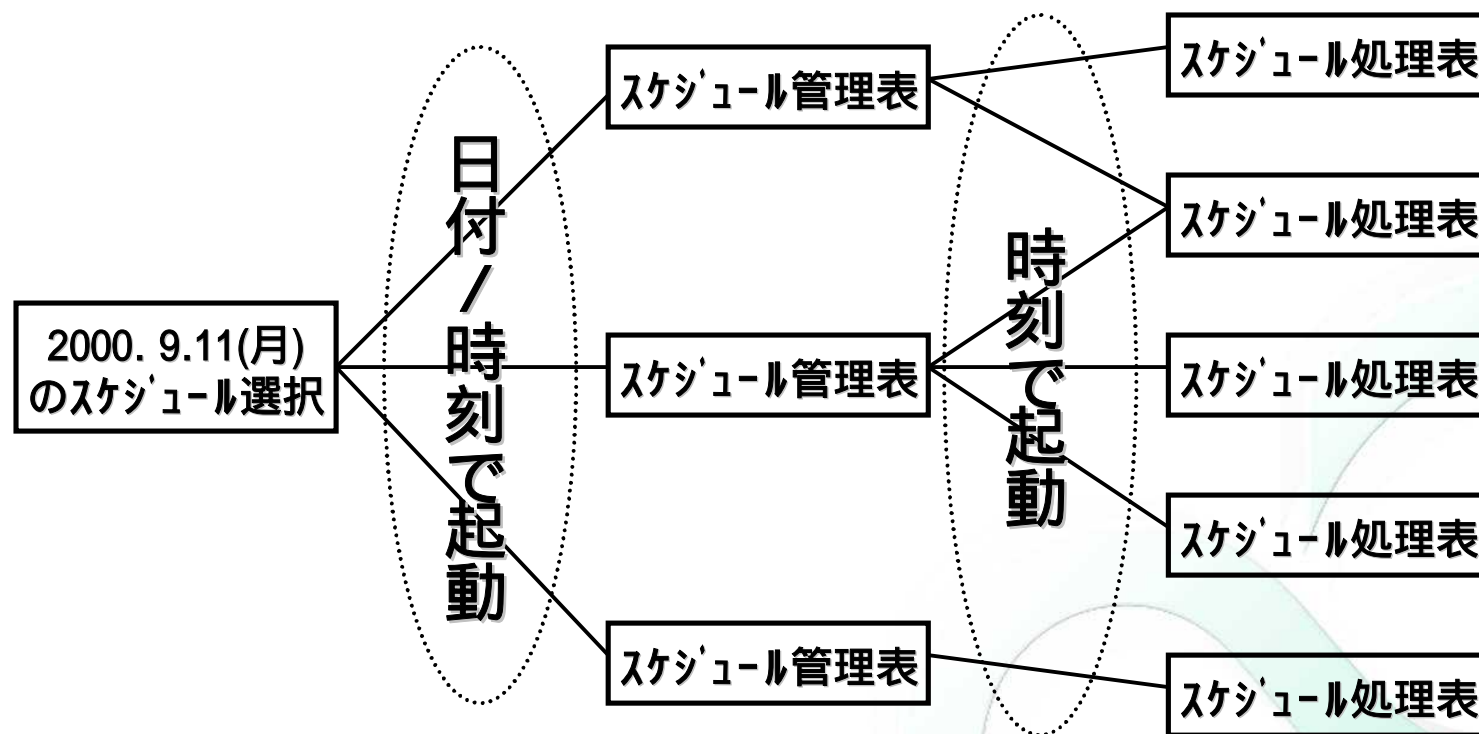 2000. 9.11(月)
のｽｹｼﾞｭｰﾙ選択
日付/時刻で起動
ｽｹｼﾞｭｰﾙ管理表
ｽｹｼﾞｭｰﾙ管理表
ｽｹｼﾞｭｰﾙ管理表
時刻で起動
ｽｹｼﾞｭｰﾙ処理表
ｽｹｼﾞｭｰﾙ処理表
ｽｹｼﾞｭｰﾙ処理表
ｽｹｼﾞｭｰﾙ処理表
ｽｹｼﾞｭｰﾙ処理表